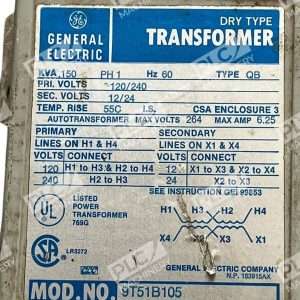 GE
DRY TYPE
GENERAL
ELECTRIC
TRANSFORMER
KVA .150 PH 1 Hz 60 TYPE QB
PRI. VOLTS 120/240
SEC. VOLTS 12/24
TEMP. RISE 55C I.S. CSA ENCLOSURE 3
AUTOTRANSFORMER MAX VOLTS 264 MAX AMP 6.25
PRIMARY SECONDARY
LINES ON H1 & H4 LINES ON X1 & X4
VOLTS CONNECT VOLTS CONNECT
120 H1 to H3 & H2 to H4 12 X1 to X3 & X2 to X4
240 H2 to H3 24 X2 to X3
SEE INSTRUCTION GEI 99853
UL
LISTED
POWER
TRANSFORMER
769G
H4 H2 H3 H1
X4 X2 X3 X1
SA
LR3272
GENERAL ELECTRIC COMPANY
N.P. 163915AX
MOD. NO. 9T51B105